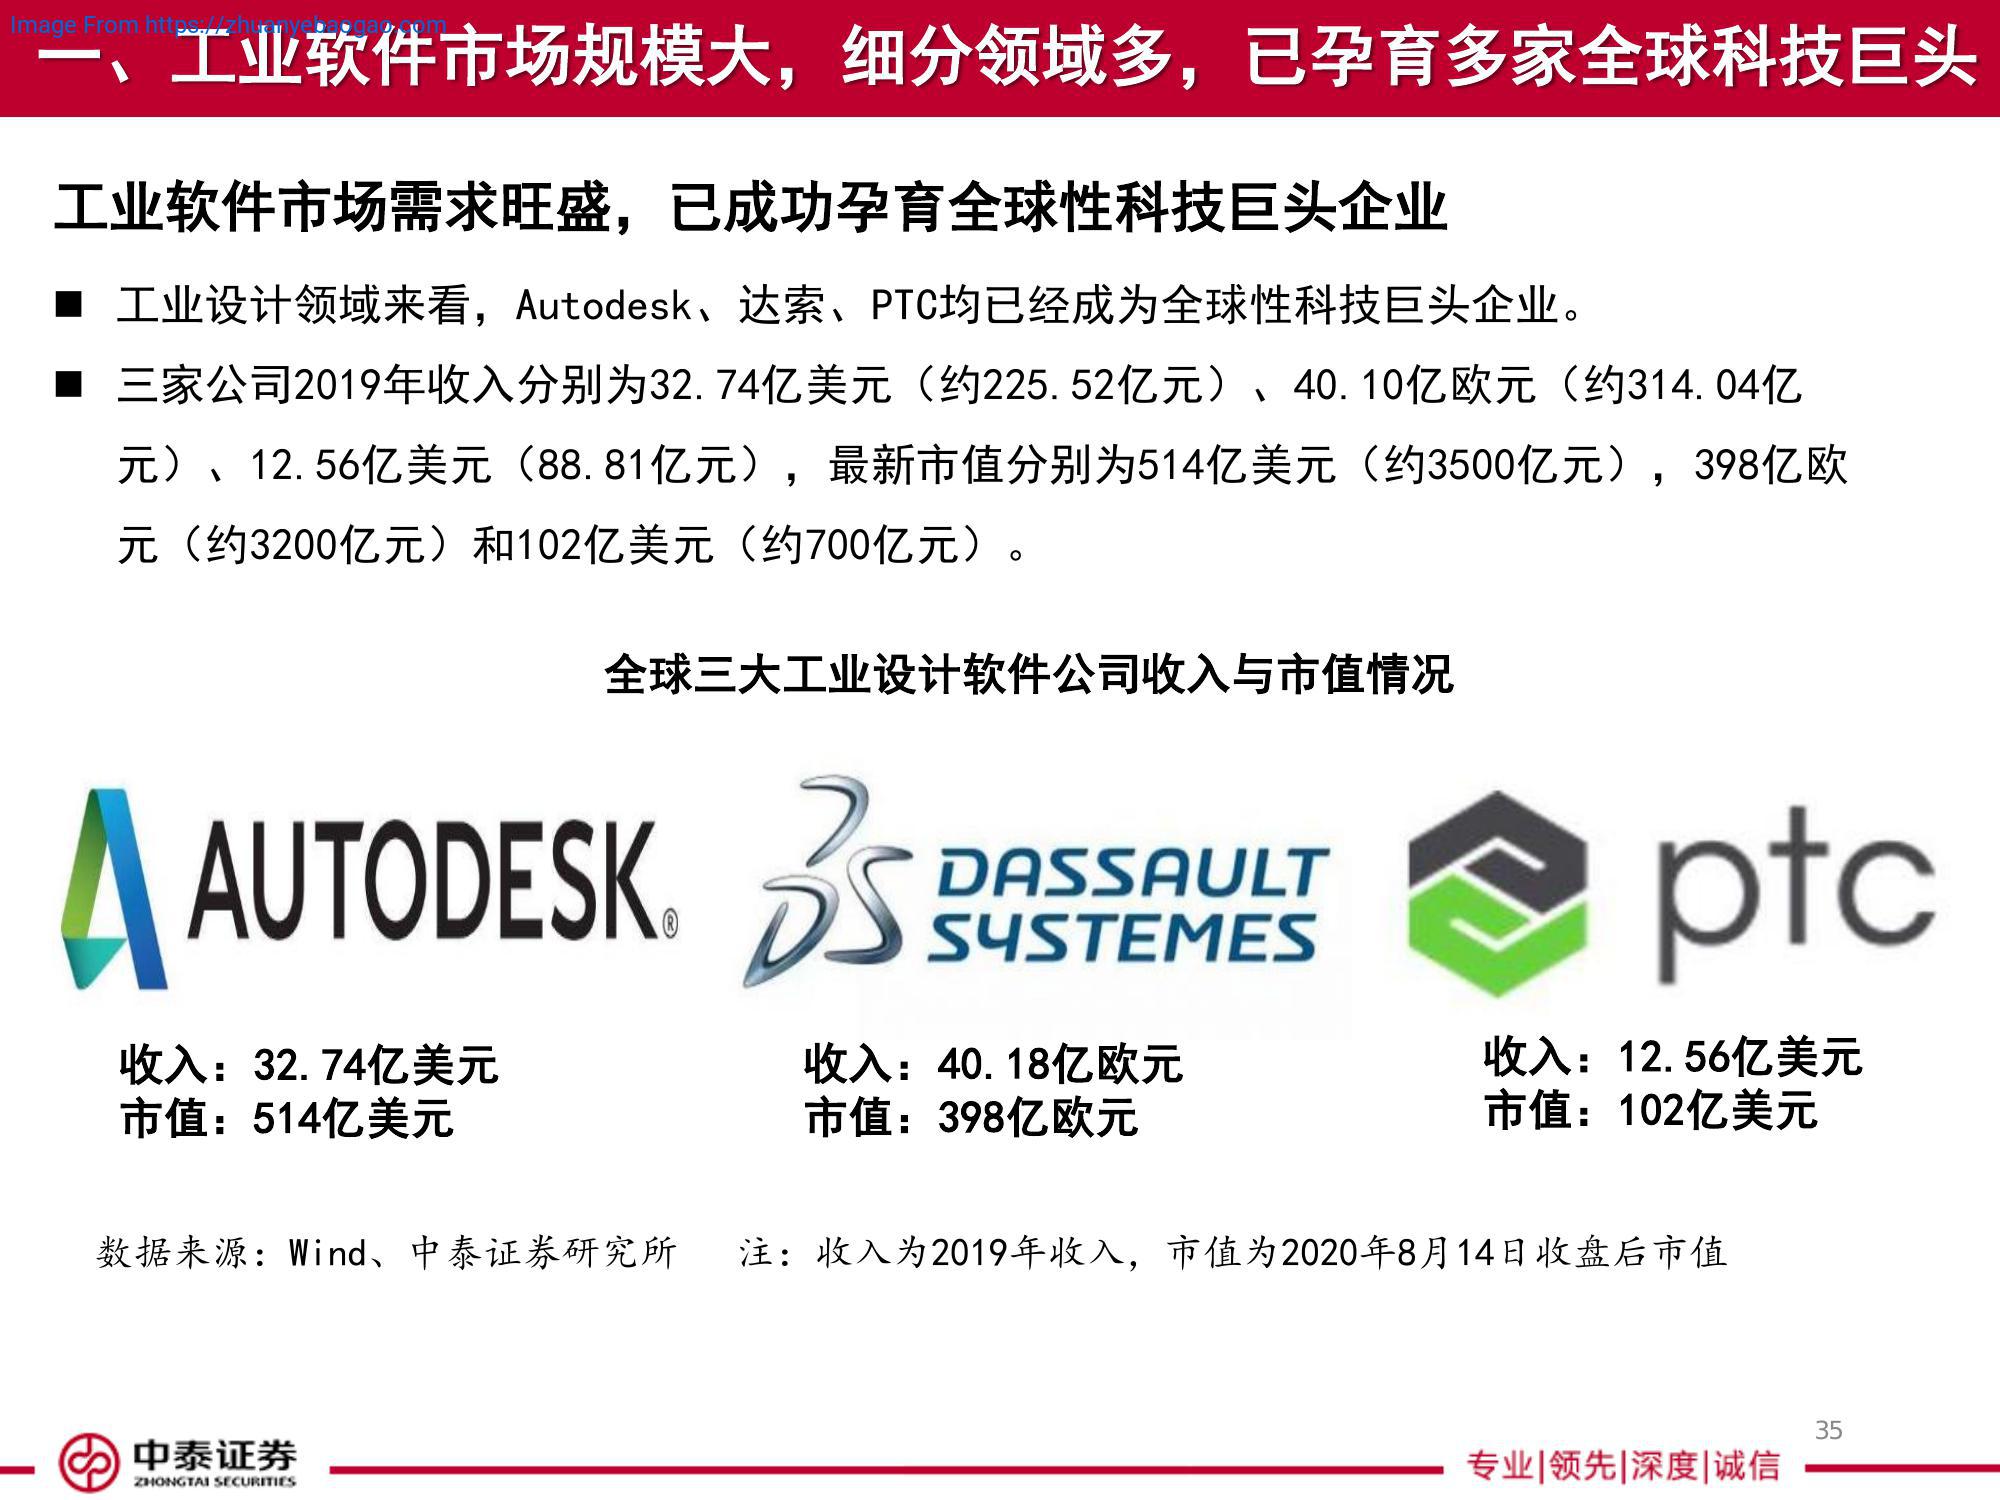 Image From https://zhuanyebaogao.com
一、工业软件市场规模大，细分领域多，已孕育多家全球科技巨头
工业软件市场需求旺盛，已成功孕育全球性科技巨头企业
■ 工业设计领域来看，Autodesk、达索、PTC均已经成为全球性科技巨头企业。
■ 三家公司2019年收入分别为32.74亿美元（约225.52亿元）、40.10亿欧元（约314.04亿
元）、12.56亿美元（88.81亿元），最新市值分别为514亿美元（约3500亿元），398亿欧
元（约3200亿元）和102亿美元（约700亿元）。
全球三大工业设计软件公司收入与市值情况
AUTODESK®
DASSAULT
SYSTEMES
ptc
收入：32.74亿美元
市值：514亿美元
收入：40.18亿欧元
市值：398亿欧元
收入：12.56亿美元
市值：102亿美元
数据来源：Wind、中泰证券研究所 注：收入为2019年收入，市值为2020年8月14日收盘后市值
35
中泰证券
ZHONGTAI SECURITIES
专业|领先|深度|诚信